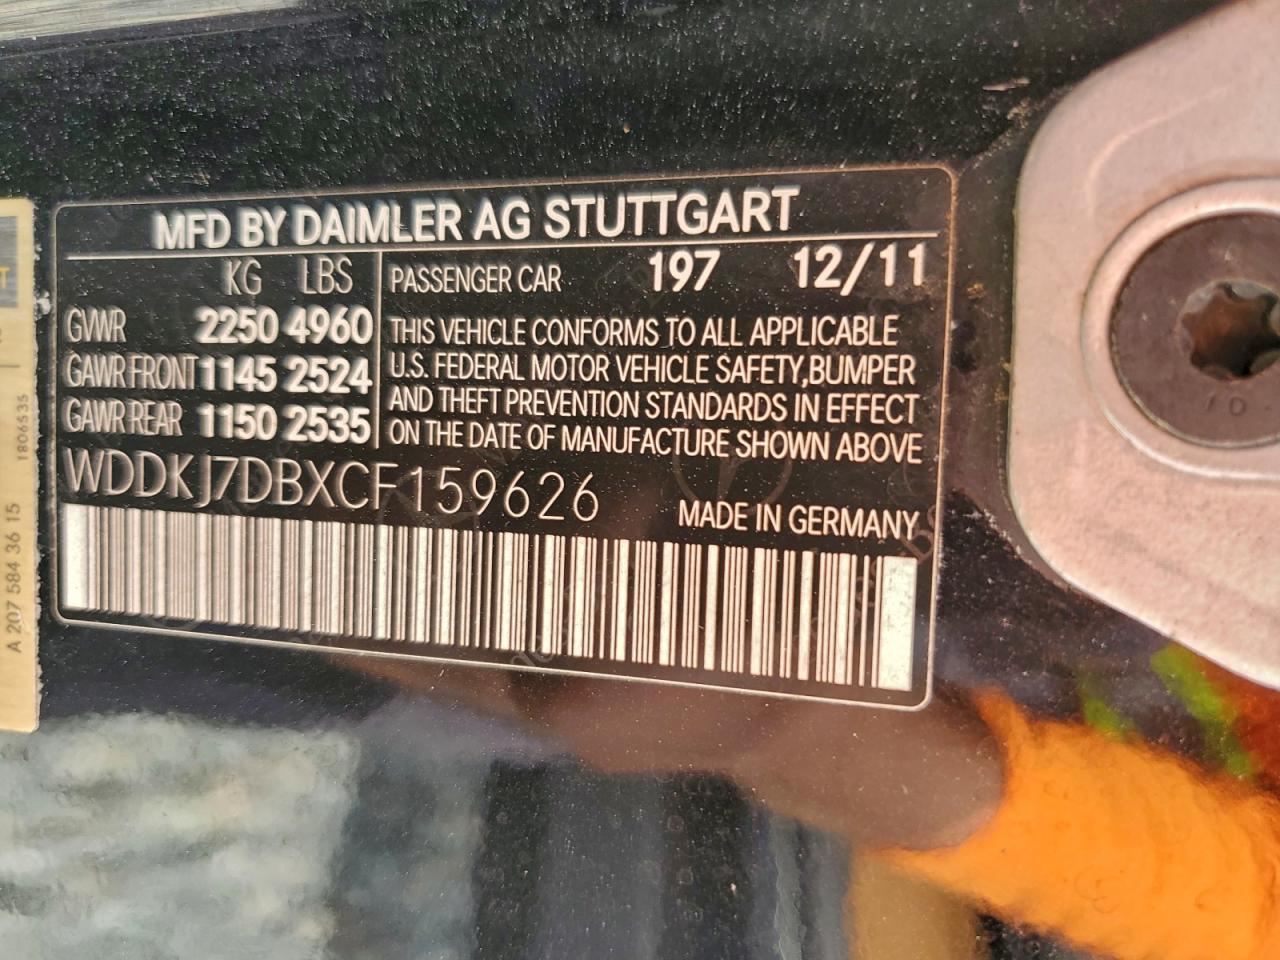 MFD BY DAIMLER AG STUTTGART
KG LBS
GVWR 2250 4960
GAWR FRONT 1145 2524
GAWR REAR 1150 2535
PASSENGER CAR 197 12/11
THIS VEHICLE CONFORMS TO ALL APPLICABLE
U.S. FEDERAL MOTOR VEHICLE SAFETY,BUMPER
AND THEFT PREVENTION STANDARDS IN EFFECT
ON THE DATE OF MANUFACTURE SHOWN ABOVE
WDDKJ7DBXCF159626
MADE IN GERMANY
A 207 584 36 15
1806535